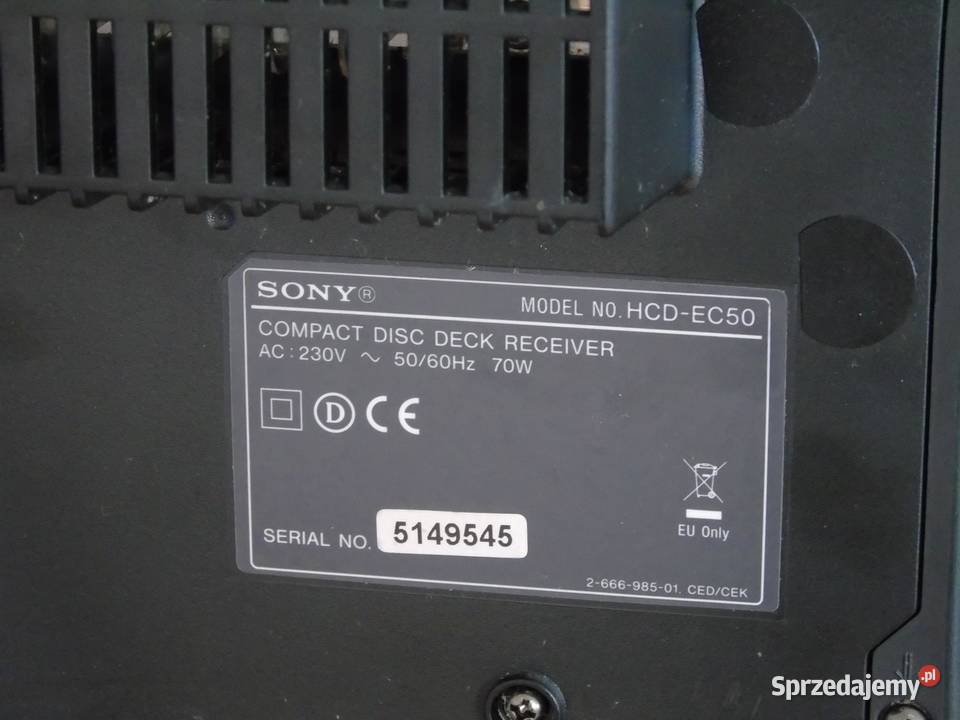 SONY®
MODEL NO. HCD-EC50
COMPACT DISC DECK RECEIVER
AC : 230V ~ 50/60Hz 70W
D CE
EU Only
SERIAL NO. 5149545
2-666-985-01. CED/CEK
Sprzedajemy.pl